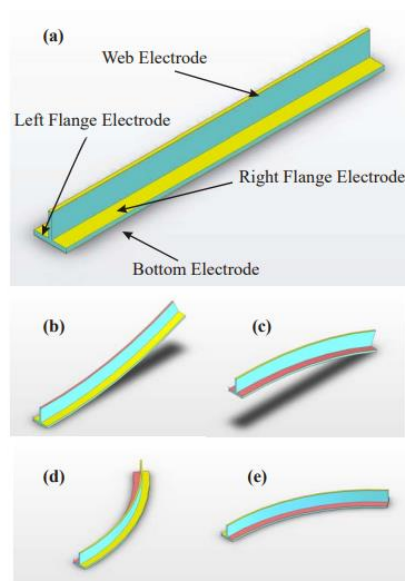 (a)
Web Electrode
Left Flange Electrode
Right Flange Electrode
Bottom Electrode
(b)
(c)
(d)
(e)